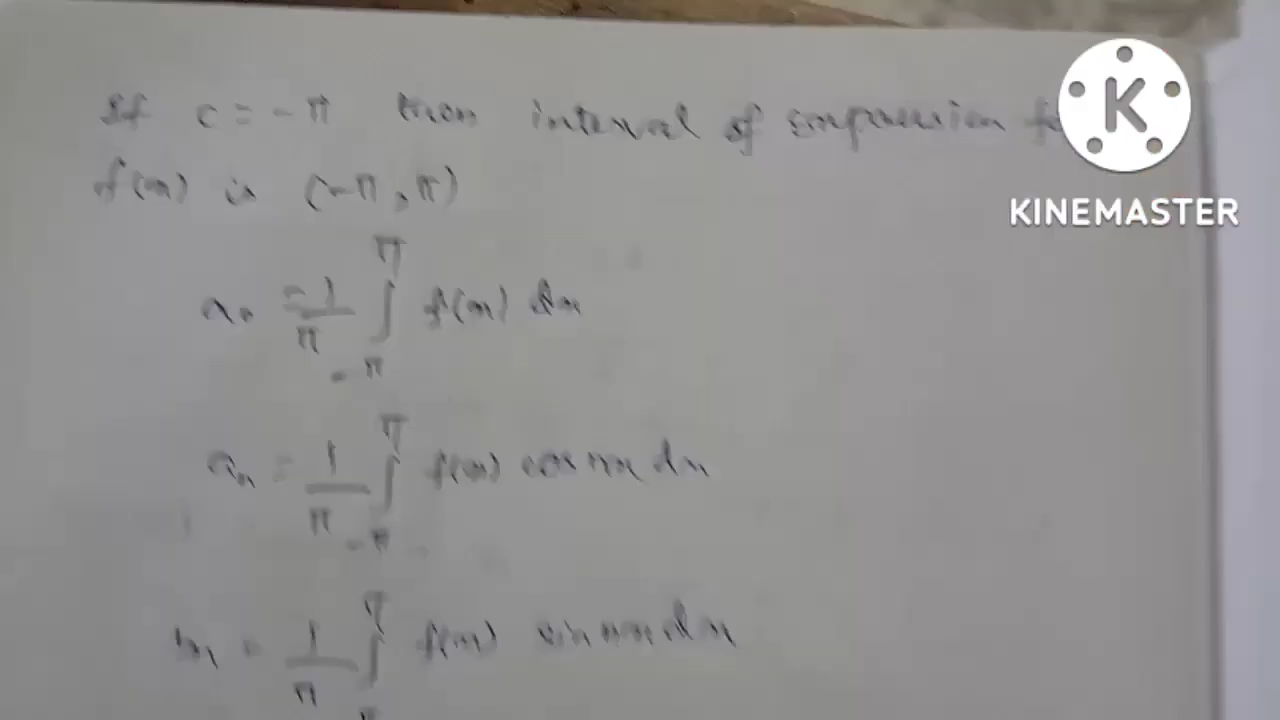 If c = -π then interval of expansion
f(x) is (-π, π)
a₀ = 1/π ∫_{-π}^{π} f(x) dx
aₙ = 1/π ∫_{-π}^{π} f(x) cos nx dx
bₙ = 1/π ∫_{-π}^{π} f(x) sin nx dx
K
KINEMASTER